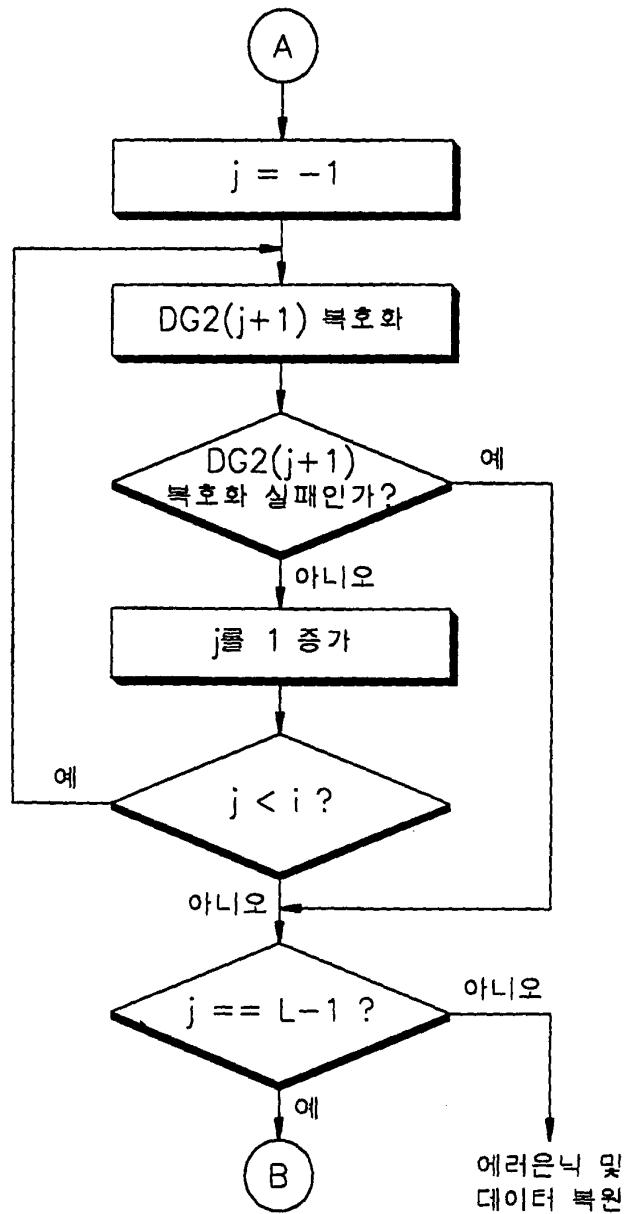 A
j = -1
DG2(j+1) 복호화
DG2(j+1)
복호화 실패인가?
예
아니오
j를 1 증가
예
j < i ?
아니오
j == L-1 ?
아니오
예
B
에러은닉 및
데이터 복원